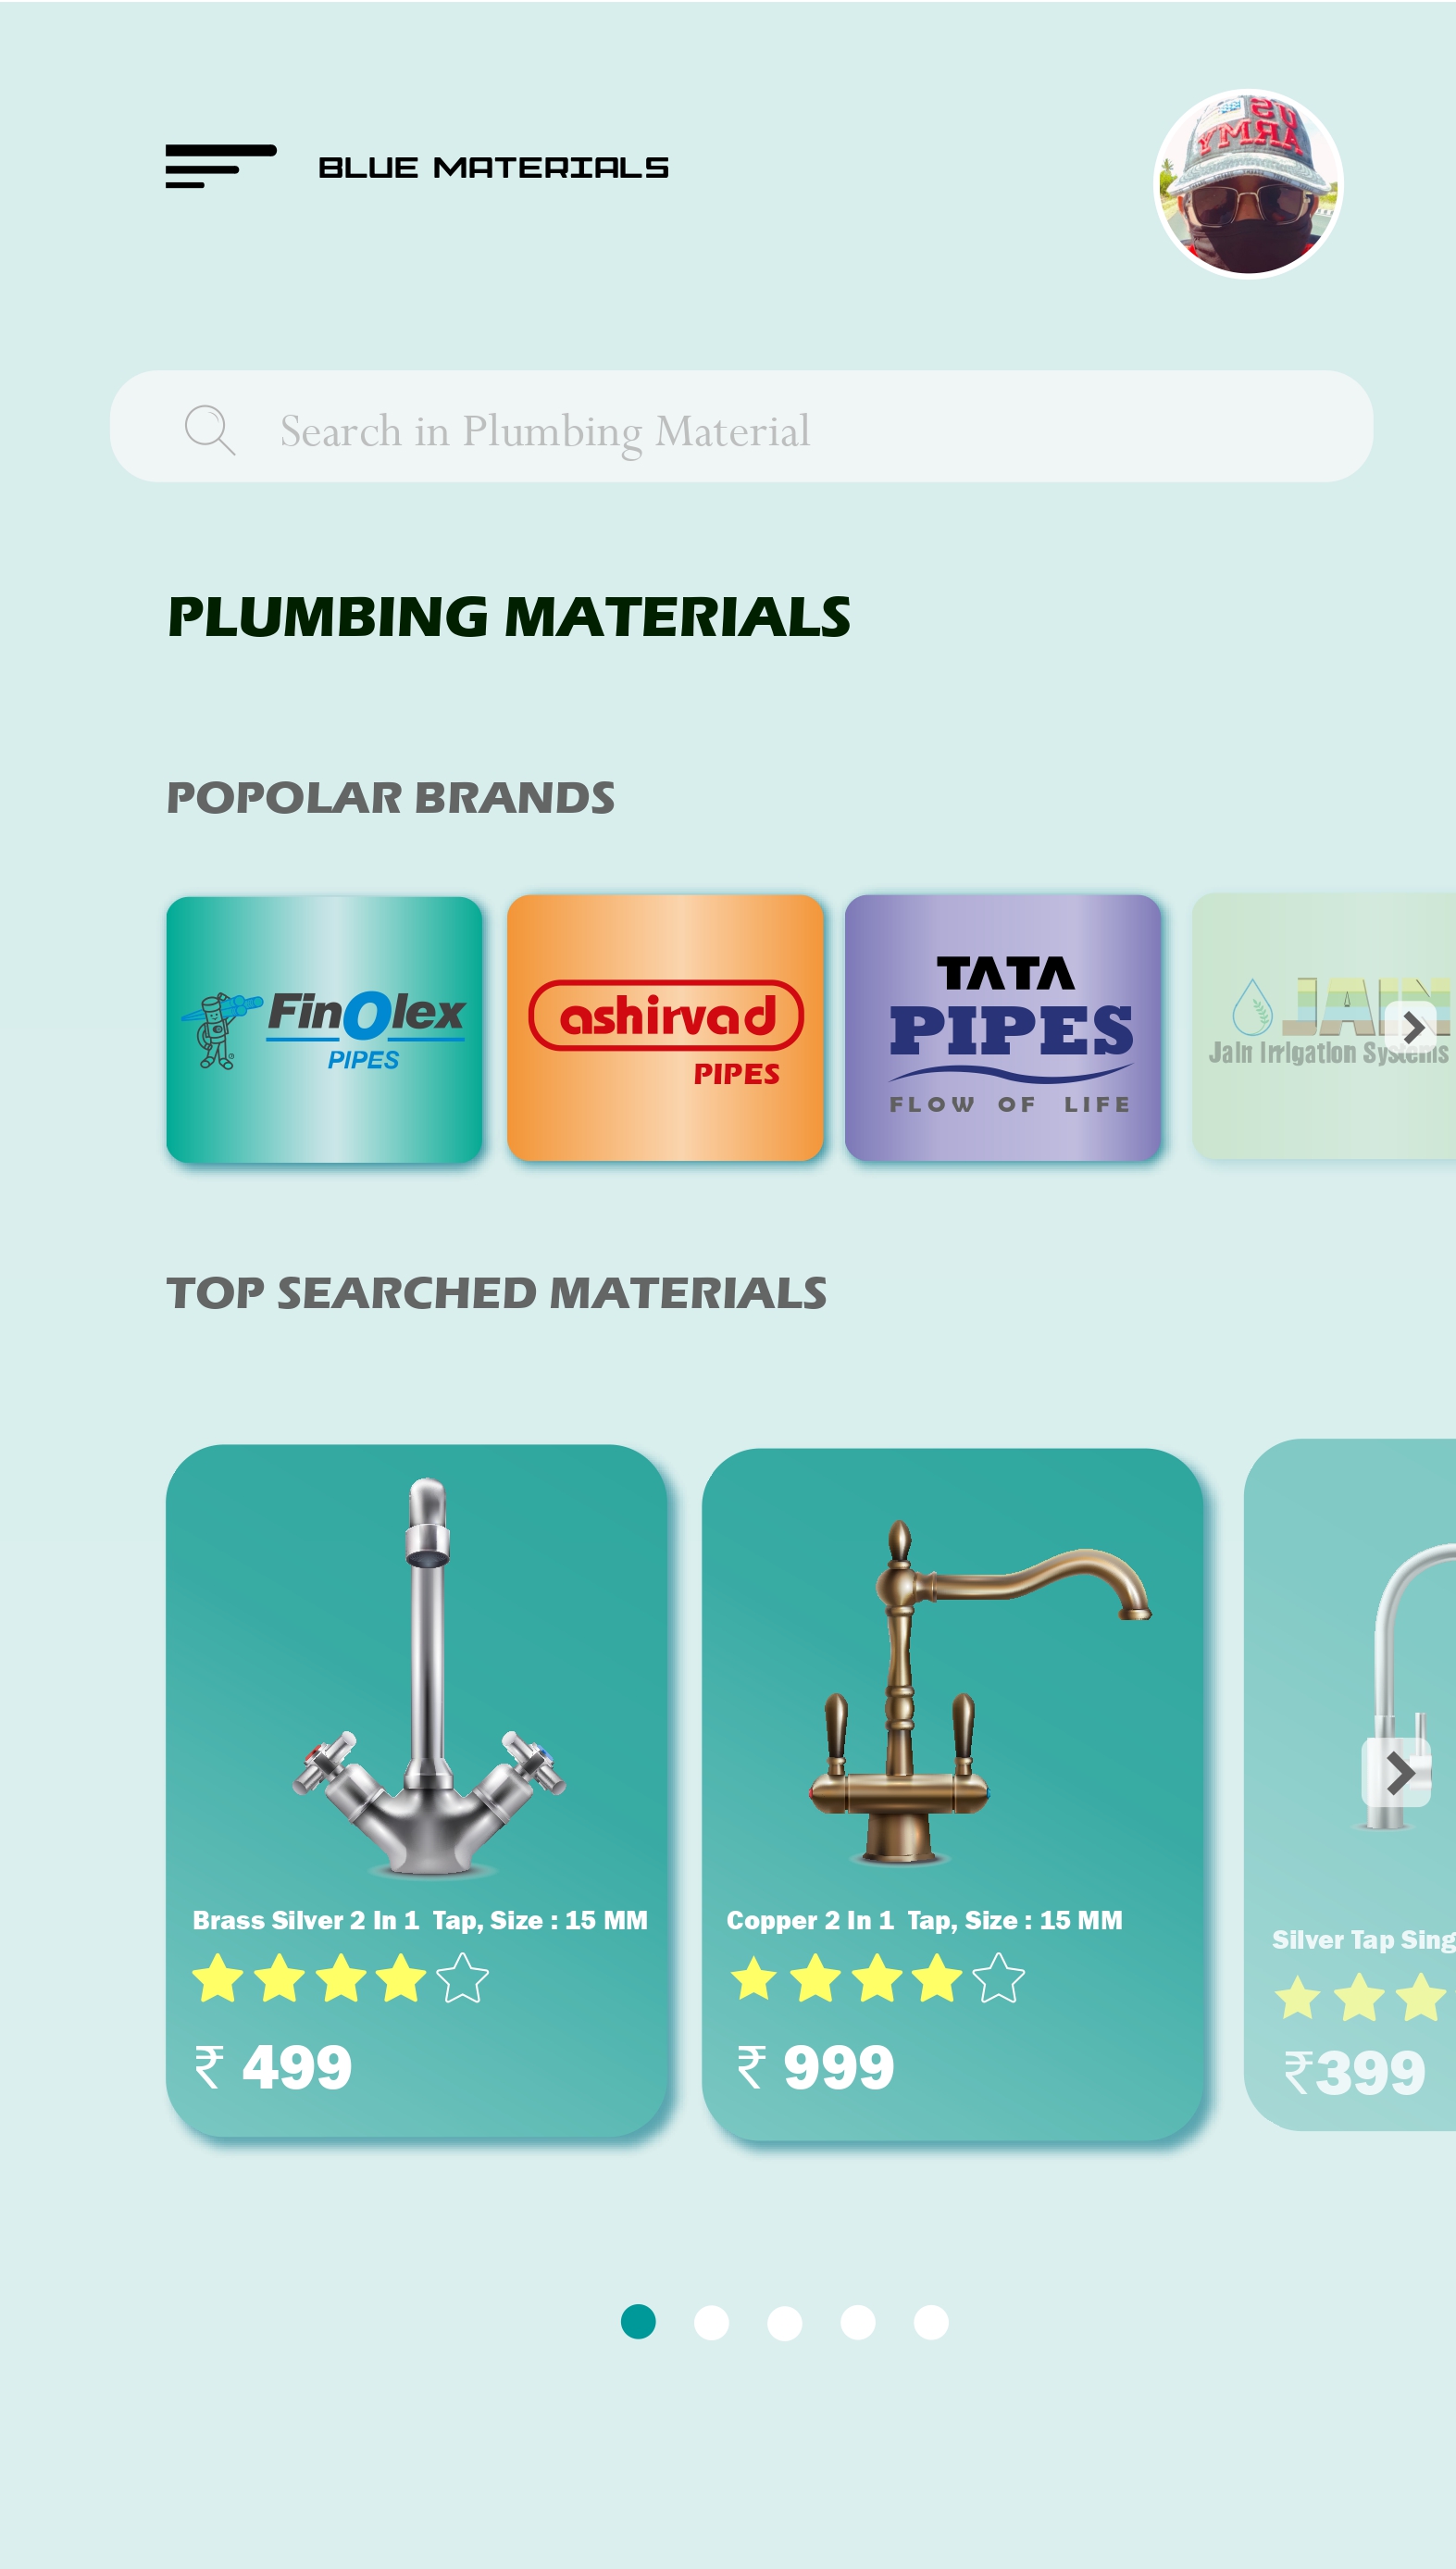 BLUE MATERIALS
US
ARMY
Search in Plumbing Material
PLUMBING MATERIALS
POPOLAR BRANDS
FinOlex
PIPES
ashirvad
PIPES
TATA
PIPES
FLOW OF LIFE
JAIN
Jain Irrigation Systems
TOP SEARCHED MATERIALS
Brass Silver 2 In 1 Tap, Size : 15 MM
₹ 499
Copper 2 In 1 Tap, Size : 15 MM
₹ 999
Silver Tap Sing
₹399